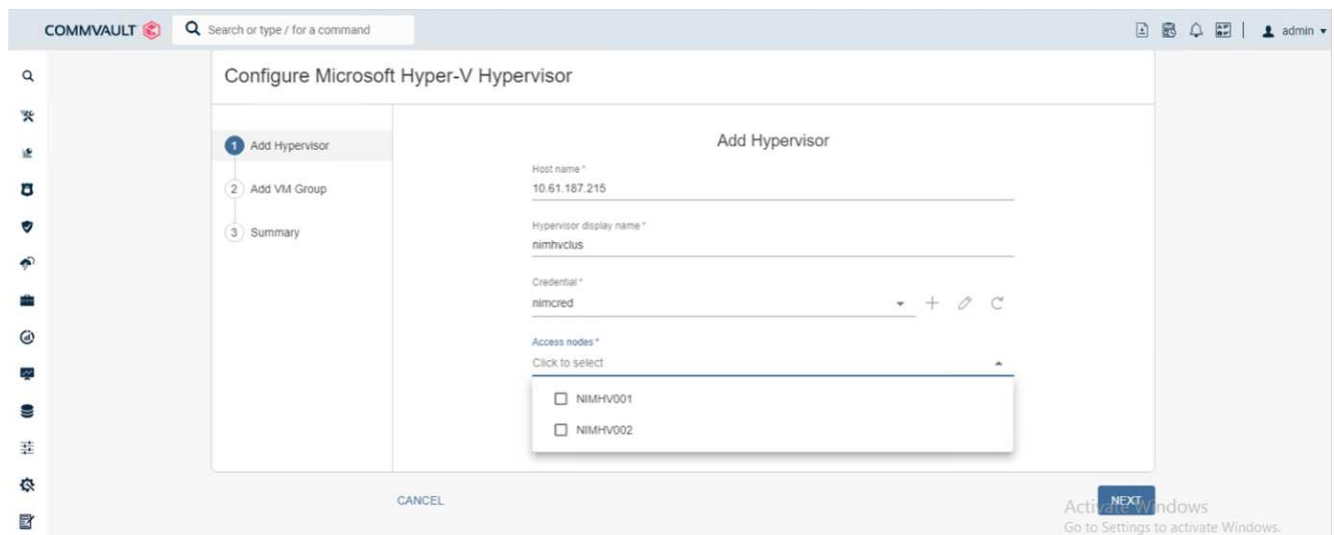 COMMVAULT
Search or type / for a command
admin
Configure Microsoft Hyper-V Hypervisor
1 Add Hypervisor
2 Add VM Group
3 Summary
Add Hypervisor
Host name *
10.61.187.215
Hypervisor display name *
nimhvclus
Credential *
nimcred
Access nodes *
Click to select
NIMHV001
NIMHV002
CANCEL
NEXT
Activate Windows
Go to Settings to activate Windows.